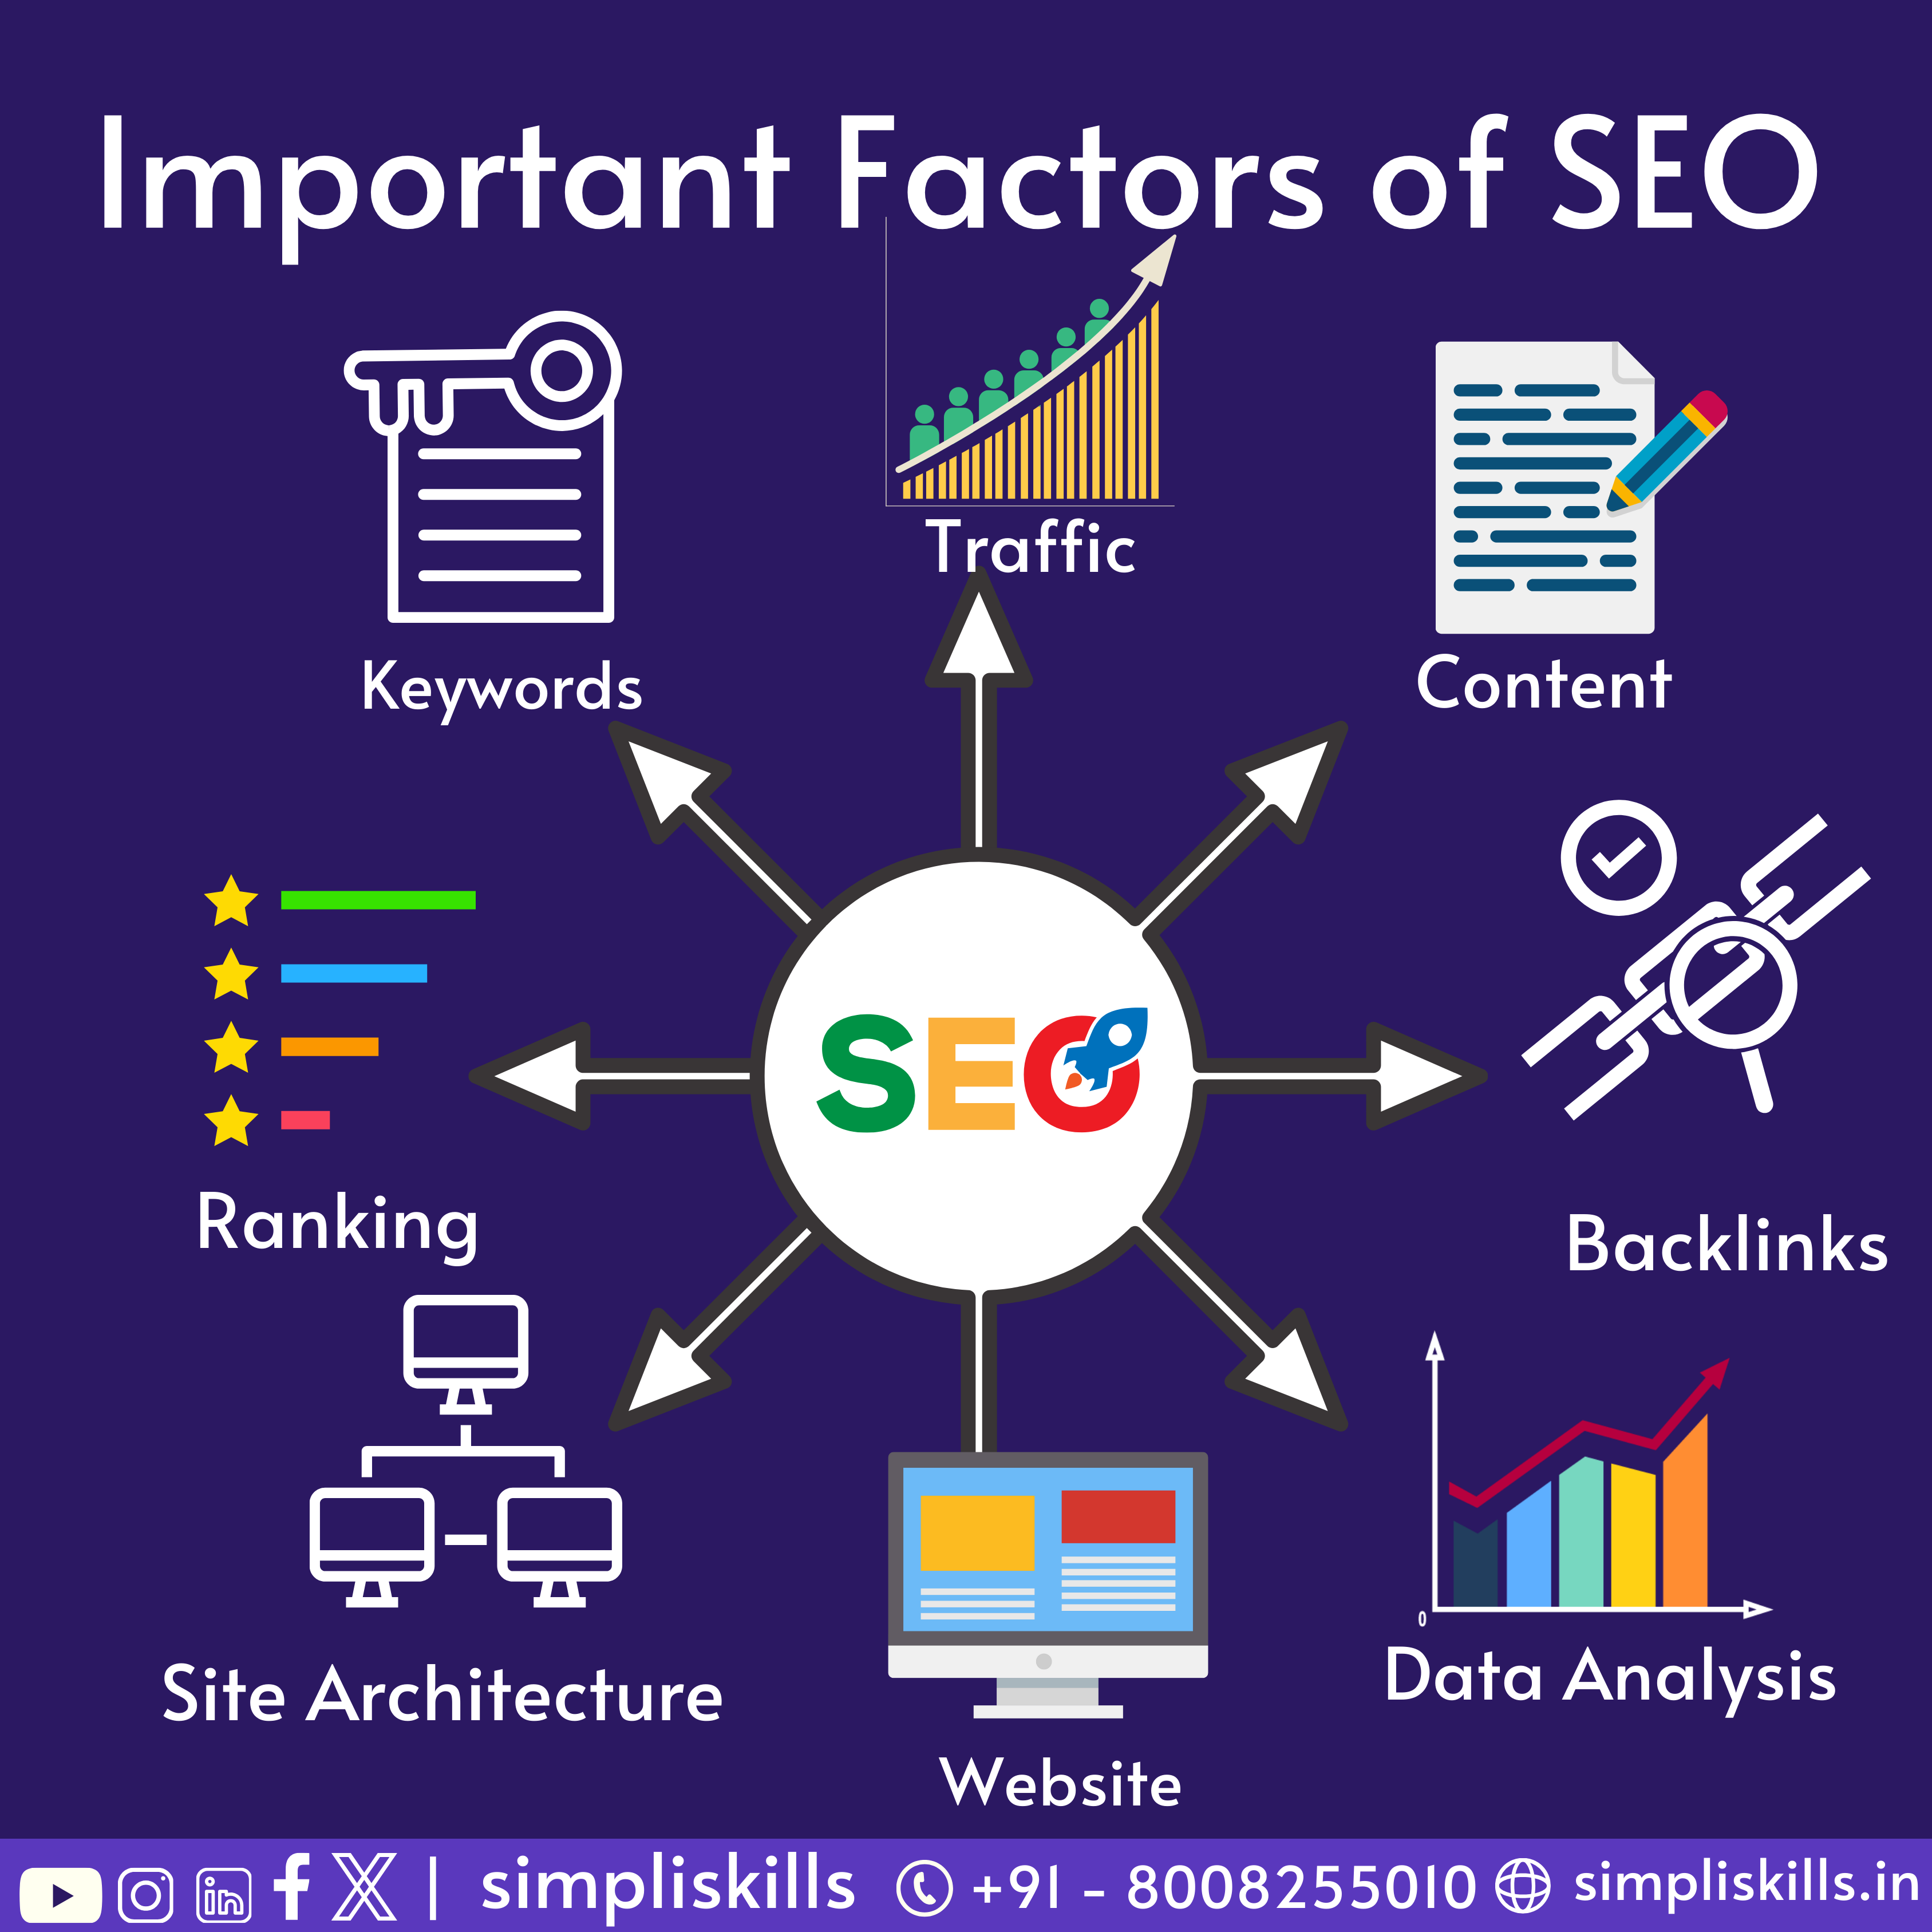 Important Factors of SEO
Traffic
Keywords
Content
SEO
Ranking
Backlinks
0
Site Architecture
Data Analysis
Website
in f X | simpliskills +91 - 8008255010 simpliskills.in